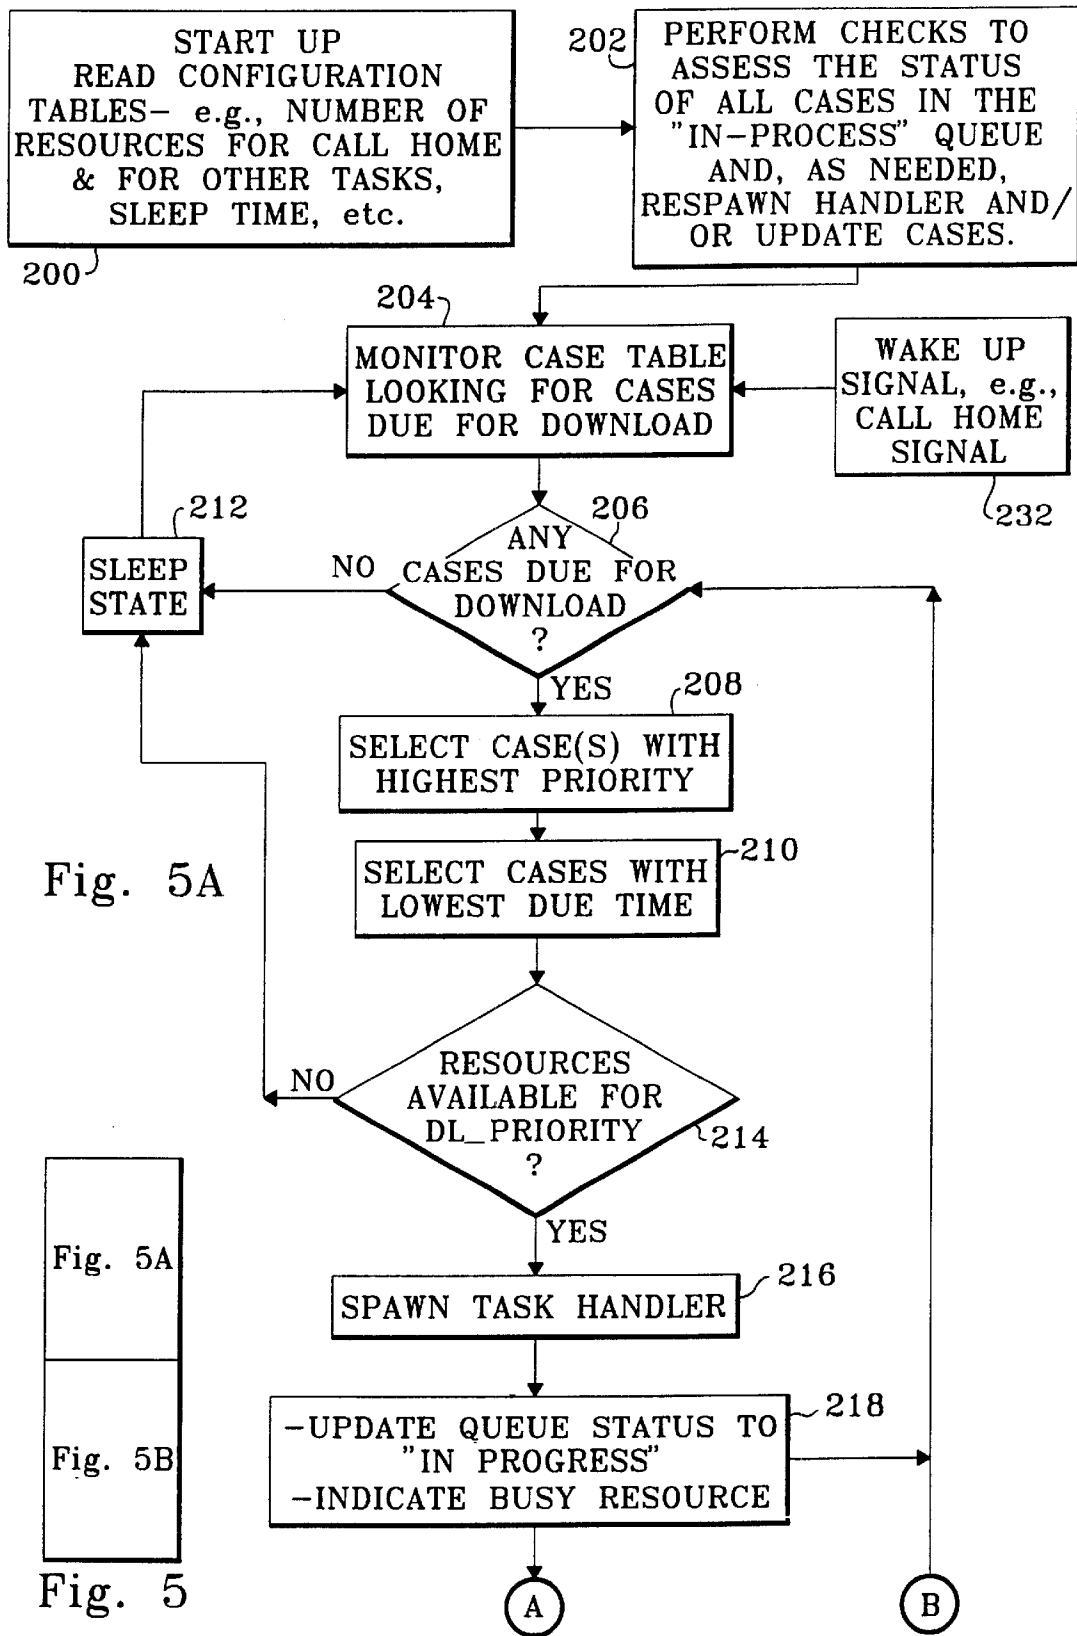 START UP
READ CONFIGURATION
TABLES- e.g., NUMBER OF
RESOURCES FOR CALL HOME
& FOR OTHER TASKS,
SLEEP TIME, etc.
200
202
PERFORM CHECKS TO
ASSESS THE STATUS
OF ALL CASES IN THE
"IN-PROCESS" QUEUE
AND, AS NEEDED,
RESPAWN HANDLER AND/
OR UPDATE CASES.
204
MONITOR CASE TABLE
LOOKING FOR CASES
DUE FOR DOWNLOAD
WAKE UP
SIGNAL, e.g.,
CALL HOME
SIGNAL
232
206
ANY
CASES DUE FOR
DOWNLOAD
?
NO
212
SLEEP
STATE
YES
208
SELECT CASE(S) WITH
HIGHEST PRIORITY
210
SELECT CASES WITH
LOWEST DUE TIME
Fig. 5A
RESOURCES
AVAILABLE FOR
DL_PRIORITY
?
214
NO
YES
216
SPAWN TASK HANDLER
218
-UPDATE QUEUE STATUS TO
"IN PROGRESS"
-INDICATE BUSY RESOURCE
Fig. 5A
Fig. 5B
Fig. 5
A
B